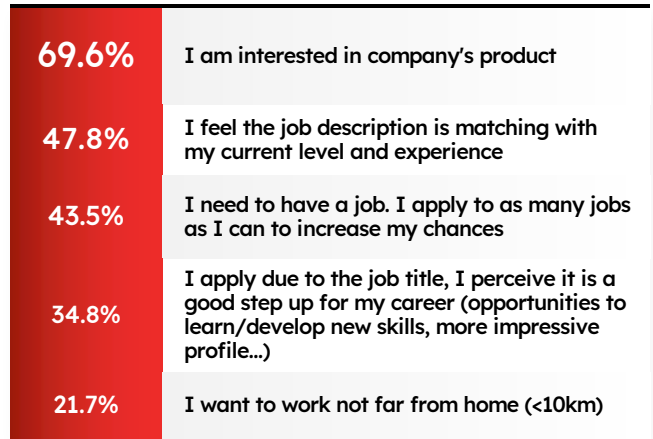 69.6%
I am interested in company's product
47.8%
I feel the job description is matching with
my current level and experience
43.5%
I need to have a job. I apply to as many jobs
as I can to increase my chances
34.8%
I apply due to the job title, I perceive it is a
good step up for my career (opportunities to
learn/develop new skills, more impressive
profile...)
21.7%
I want to work not far from home (<10km)